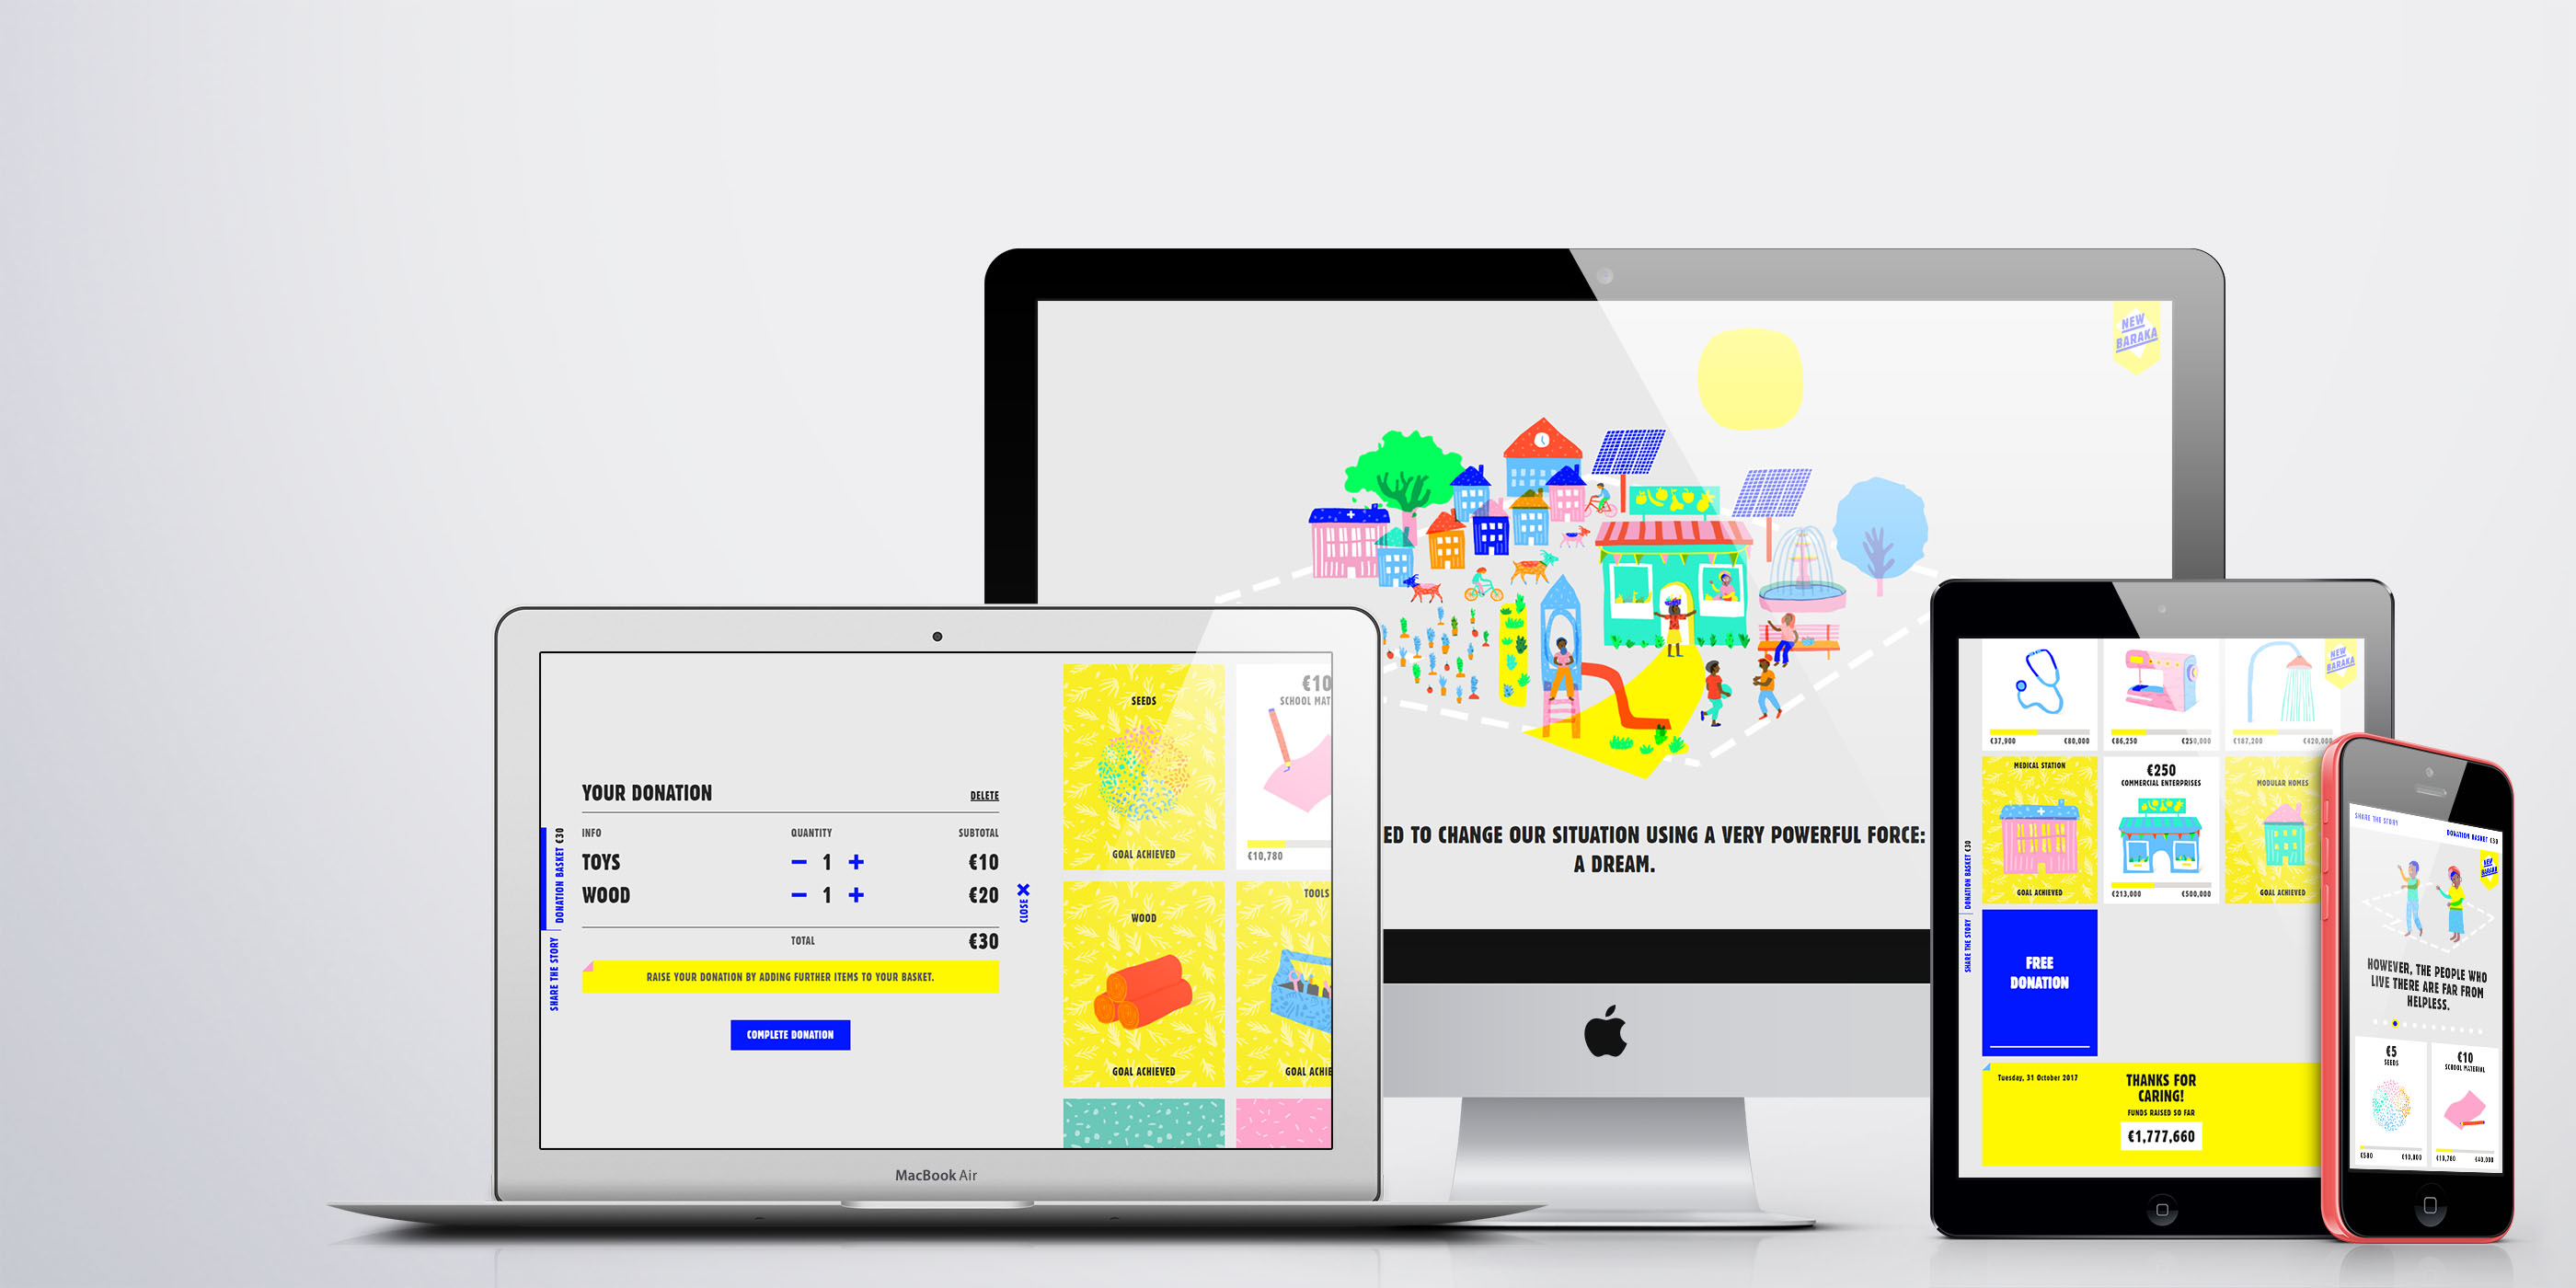 NEW
BARAKA
ED TO CHANGE OUR SITUATION USING A VERY POWERFUL FORCE:
A DREAM.
YOUR DONATION
DELETE
INFO
QUANTITY
SUBTOTAL
TOYS
− 1 +
€10
WOOD
− 1 +
€20
TOTAL
€30
RAISE YOUR DONATION BY ADDING FURTHER ITEMS TO YOUR BASKET.
COMPLETE DONATION
DONATION BASKET €30
SHARE THE STORY
CLOSE ×
SEEDS
GOAL ACHIEVED
€10
SCHOOL MAT
€10,780
WOOD
GOAL ACHIEVED
TOOLS
GOAL ACHIE
MacBook Air
NEW
BARAKA
€37,900
€80,000
€86,250
€250,000
€187,200
€420,000
MEDICAL STATION
GOAL ACHIEVED
€250
COMMERCIAL ENTERPRISES
€213,000
€500,000
MODULAR HOMES
GOAL ACHIEVED
DONATION BASKET €30
SHARE THE STORY
FREE
DONATION
Tuesday, 31 October 2017
THANKS FOR
CARING!
FUNDS RAISED SO FAR
€1,777,660
SHARE THE STORY
DONATION BASKET €30
NEW
BARAKA
HOWEVER, THE PEOPLE WHO
LIVE THERE ARE FAR FROM
HELPLESS.
€5
SEEDS
€10
SCHOOL MATERIAL
€10,780
€40,000